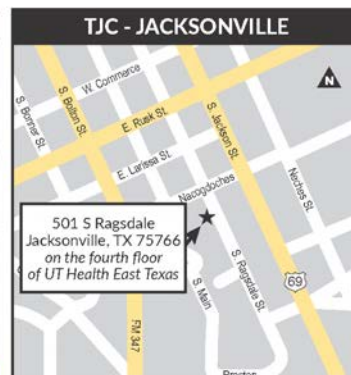 TJC - JACKSONVILLE
N
W. Commerce
S. Bolton St.
S. Bonner St.
E. Rusk St.
S. Jackson St.
E. Larissa St.
Neches St.
Nacogdoches
501 S Ragsdale
Jacksonville, TX 75766
on the fourth floor
of UT Health East Texas
S. Main
S. Ragsdale St.
69
FM 347